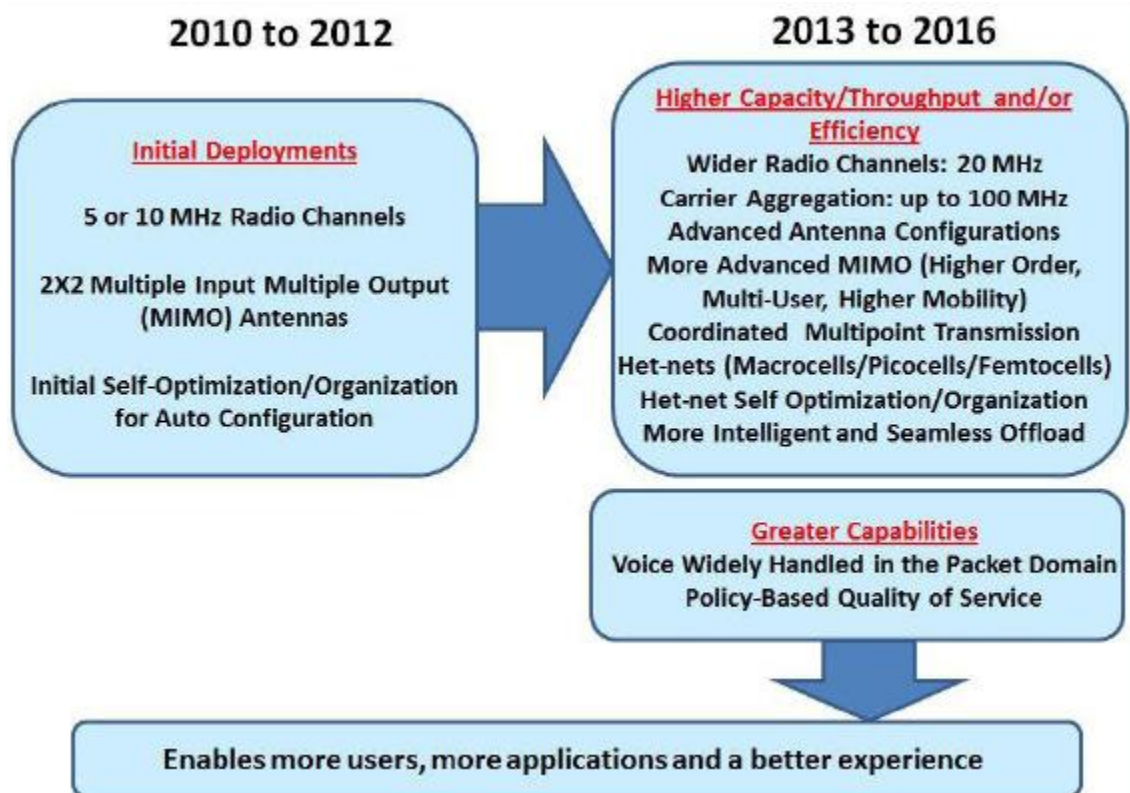 2010 to 2012
Initial Deployments
5 or 10 MHz Radio Channels
2X2 Multiple Input Multiple Output
(MIMO) Antennas
Initial Self-Optimization/Organization
for Auto Configuration
2013 to 2016
Higher Capacity/Throughput and/or
Efficiency
Wider Radio Channels: 20 MHz
Carrier Aggregation: up to 100 MHz
Advanced Antenna Configurations
More Advanced MIMO (Higher Order,
Multi-User, Higher Mobility)
Coordinated Multipoint Transmission
Het-nets (Macrocells/Picocells/Femtocells)
Het-net Self Optimization/Organization
More Intelligent and Seamless Offload
Greater Capabilities
Voice Widely Handled in the Packet Domain
Policy-Based Quality of Service
Enables more users, more applications and a better experience